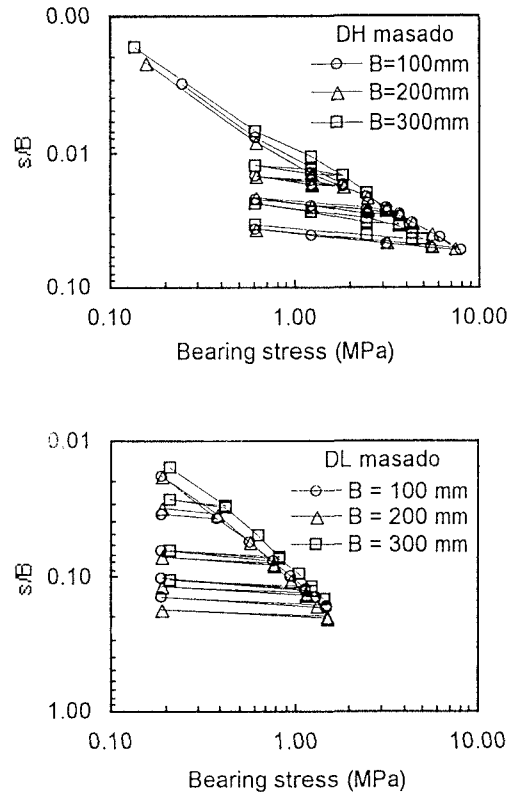 0.00
DH masado
B=100mm
B=200mm
B=300mm
s/B
0.01
0.10
0.10 1.00 10.00
Bearing stress (MPa)
0.01
DL masado
B = 100 mm
B = 200 mm
B = 300 mm
s/B
0.10
1.00
0.10 1.00 10.00
Bearing stress (MPa)